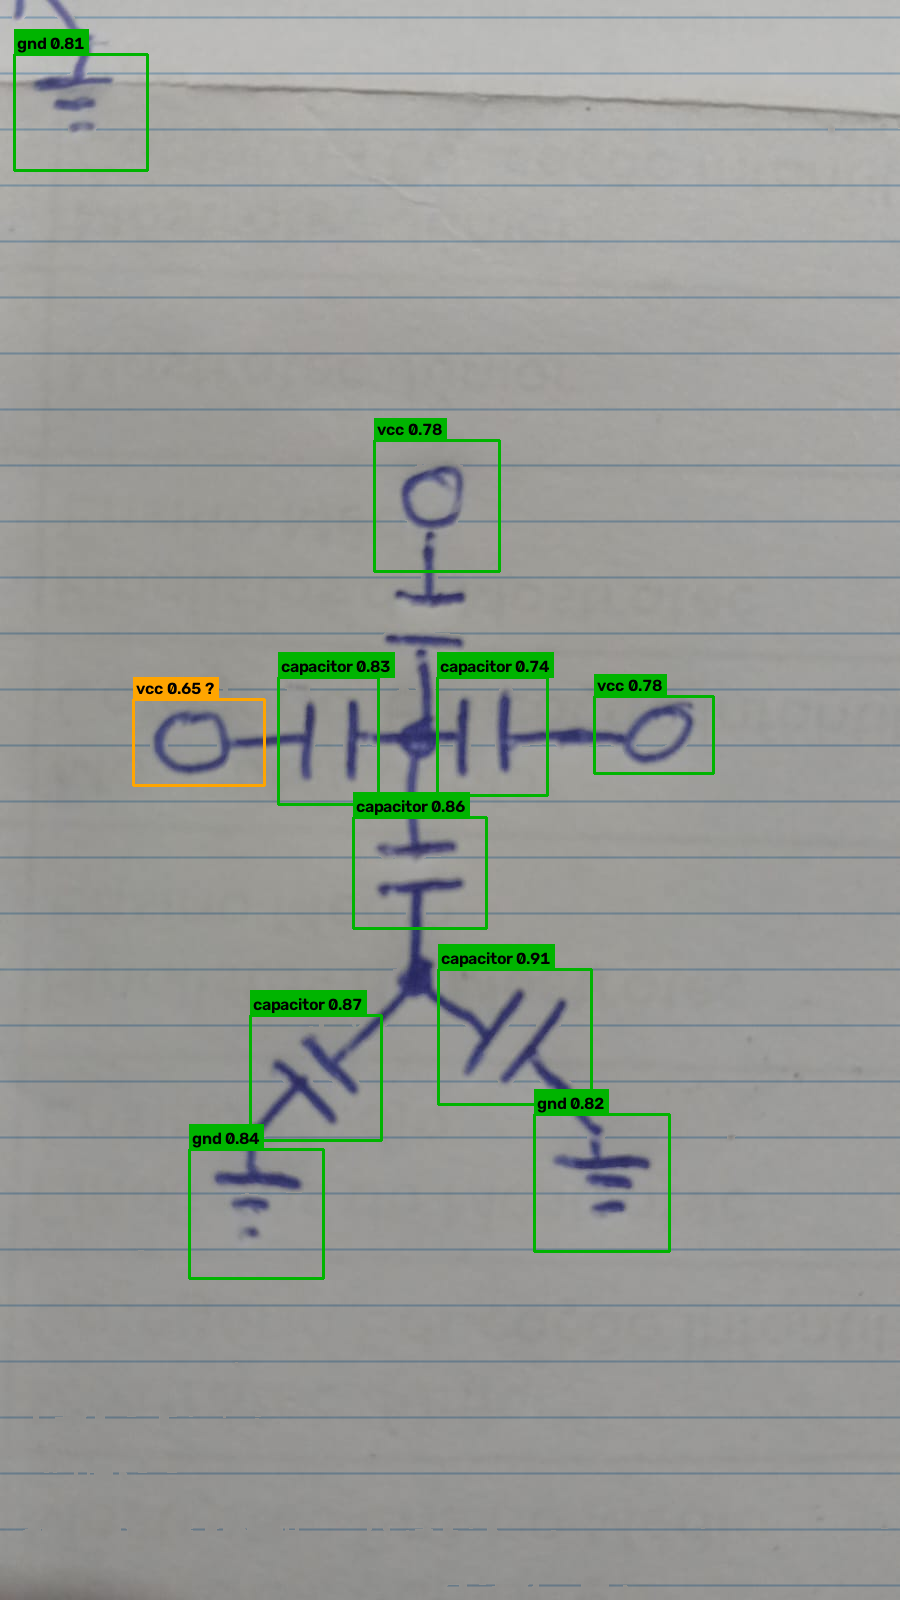 gnd 0.81
vcc 0.78
capacitor 0.83
capacitor 0.74
vcc 0.65 ?
vcc 0.78
capacitor 0.86
capacitor 0.91
capacitor 0.87
gnd 0.82
gnd 0.84